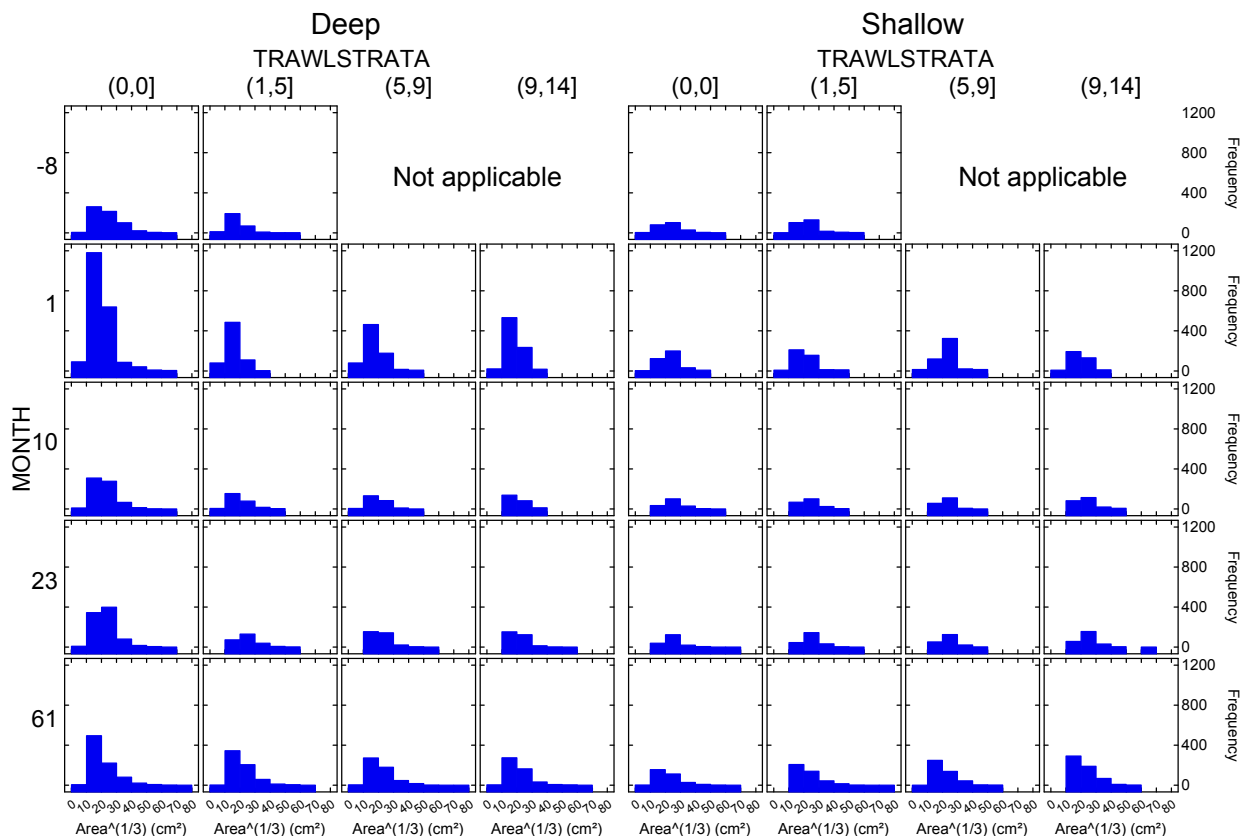 Deep Shallow
TRAWLSTRATA TRAWLSTRATA
(0,0] (1,5] (5,9] (9,14] (0,0] (1,5] (5,9] (9,14]
MONTH
-8 Not applicable Not applicable 1200 800 400 0 Frequency
1 1200 800 400 0 Frequency
10 1200 800 400 0 Frequency
23 1200 800 400 0 Frequency
61 1200 800 400 0 Frequency
0 10 20 30 40 50 60 70 80 0 10 20 30 40 50 60 70 80 0 10 20 30 40 50 60 70 80 0 10 20 30 40 50 60 70 80 0 10 20 30 40 50 60 70 80 0 10 20 30 40 50 60 70 80 0 10 20 30 40 50 60 70 80 0 10 20 30 40 50 60 70 80
Area^(1/3) (cm²) Area^(1/3) (cm²) Area^(1/3) (cm²) Area^(1/3) (cm²) Area^(1/3) (cm²) Area^(1/3) (cm²) Area^(1/3) (cm²) Area^(1/3) (cm²)